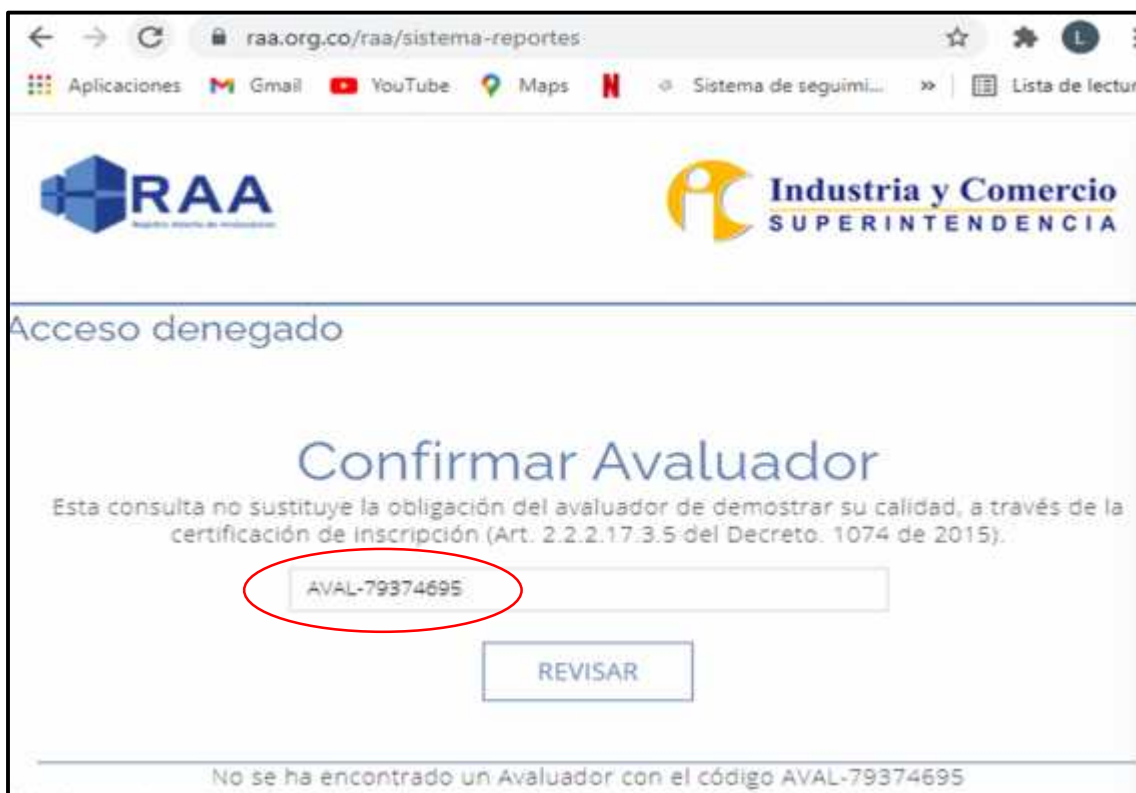 raa.org.co/raa/sistema-reportes
L
Aplicaciones Gmail YouTube Maps N Sistema de seguimi... » Lista de lectur
RAA
Industria y Comercio
SUPERINTENDENCIA
Acceso denegado
Confirmar Avaluador
Esta consulta no sustituye la obligación del avaluador de demostrar su calidad, a través de la
certificación de inscripción (Art. 2.2.2.17.3.5 del Decreto. 1074 de 2015).
AVAL-79374695
REVISAR
No se ha encontrado un Avaluador con el código AVAL-79374695